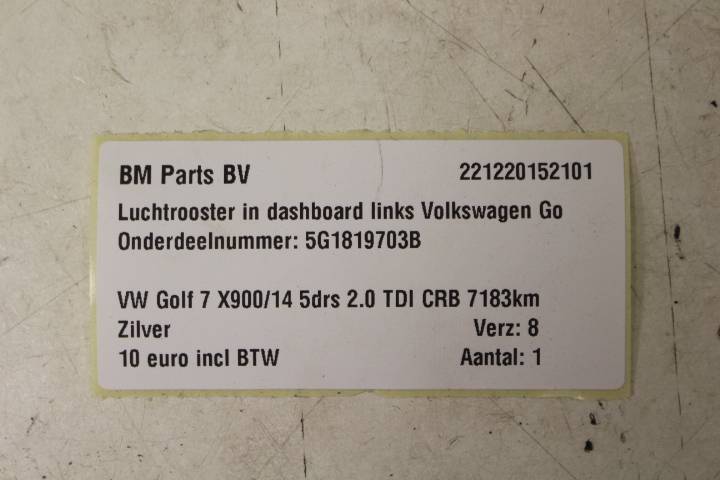 BM Parts BV 221220152101
Luchtrooster in dashboard links Volkswagen Go
Onderdeelnummer: 5G1819703B
VW Golf 7 X900/14 5drs 2.0 TDI CRB 7183km
Zilver Verz: 8
10 euro incl BTW Aantal: 1